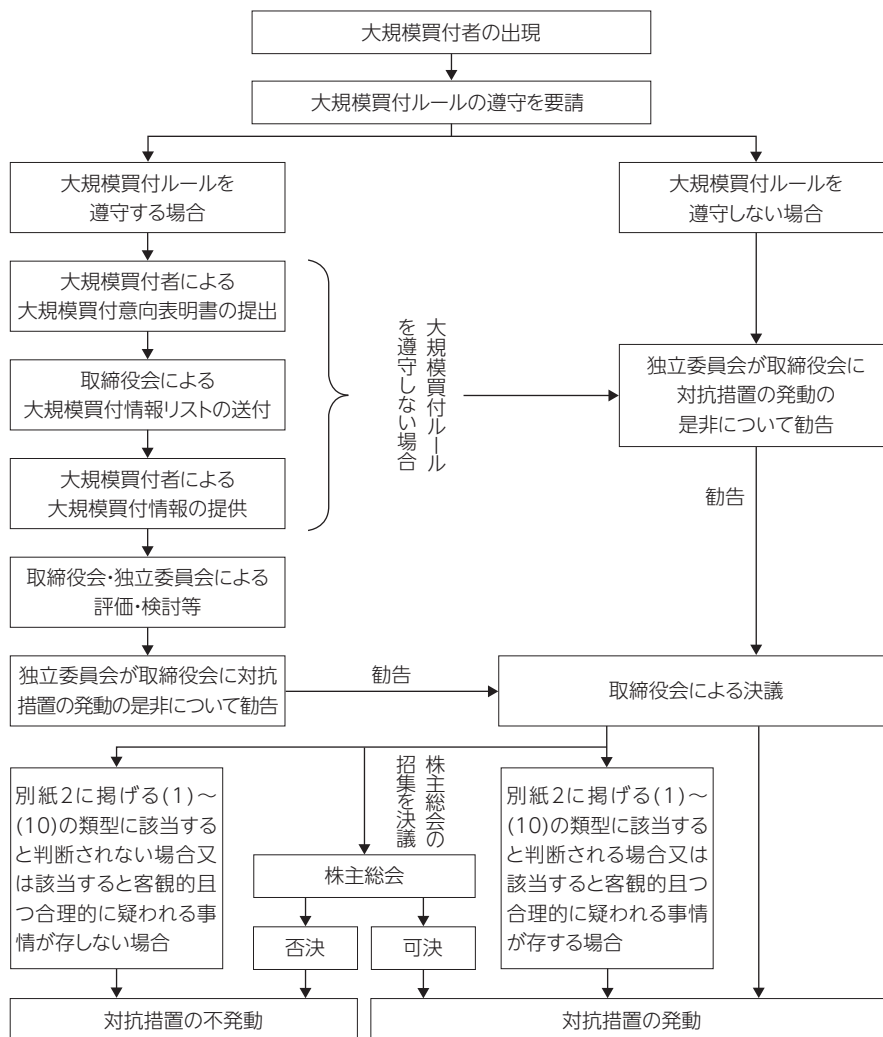 大規模買付者の出現
大規模買付ルールの遵守を要請
大規模買付ルールを
遵守する場合
大規模買付ルールを
遵守しない場合
大規模買付者による
大規模買付意向表明書の提出
取締役会による
大規模買付情報リストの送付
大規模買付者による
大規模買付情報の提供
大規模買付ルール
を遵守しない場合
独立委員会が取締役会に
対抗措置の発動の
是非について勧告
勧告
取締役会・独立委員会による
評価・検討等
独立委員会が取締役会に対抗
措置の発動の是非について勧告
勧告
取締役会による決議
別紙2に掲げる(1)～
(10)の類型に該当する
と判断されない場合又
は該当すると客観的且
つ合理的に疑われる事
情が存しない場合
株主総会の
招集を決議
株主総会
否決
可決
別紙2に掲げる(1)～
(10)の類型に該当する
と判断される場合又は
該当すると客観的且つ
合理的に疑われる事情
が存する場合
対抗措置の不発動
対抗措置の発動